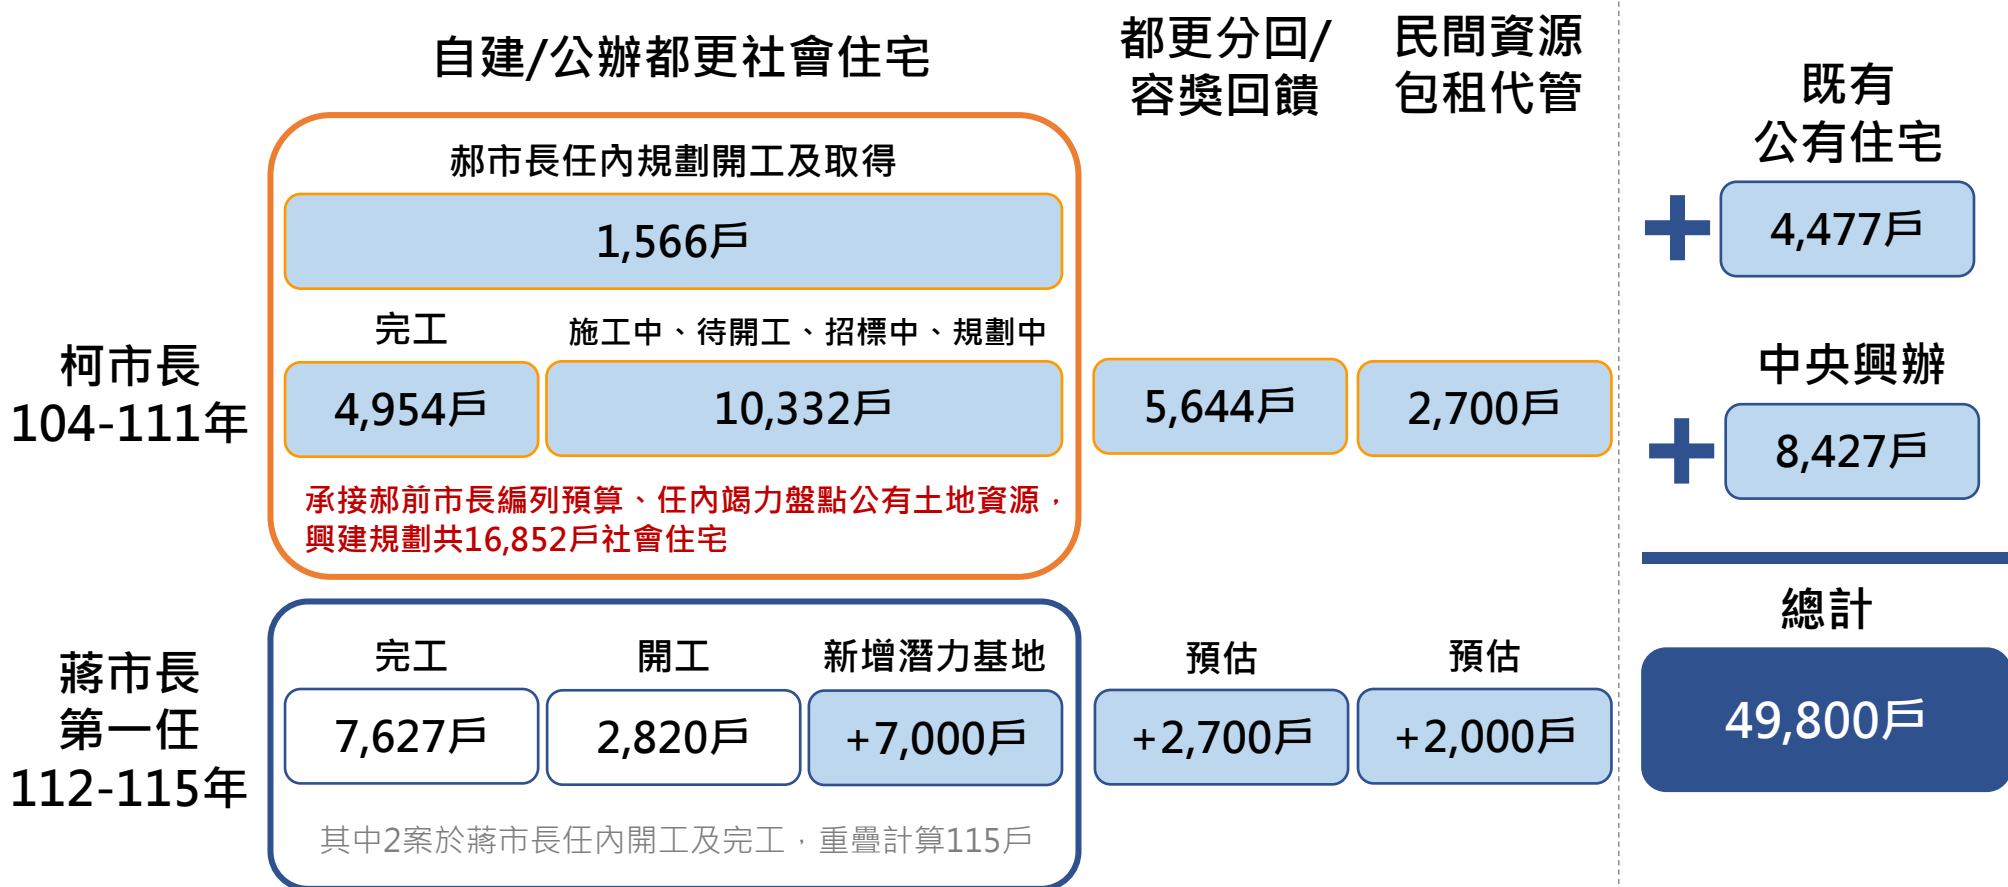 自建/公辦都更社會住宅
都更分回/
容獎回饋
民間資源
包租代管
既有
公有住宅
郝市長任內規劃開工及取得
1,566戶
+
4,477戶
柯市長
104-111年
完工
施工中、待開工、招標中、規劃中
4,954戶
10,332戶
5,644戶
2,700戶
中央興辦
+
8,427戶
承接郝前市長編列預算、任內竭力盤點公有土地資源，
興建規劃共16,852戶社會住宅
蔣市長
第一任
112-115年
完工
開工
新增潛力基地
預估
預估
7,627戶
2,820戶
+7,000戶
+2,700戶
+2,000戶
其中2案於蔣市長任內開工及完工，重疊計算115戶
總計
49,800戶